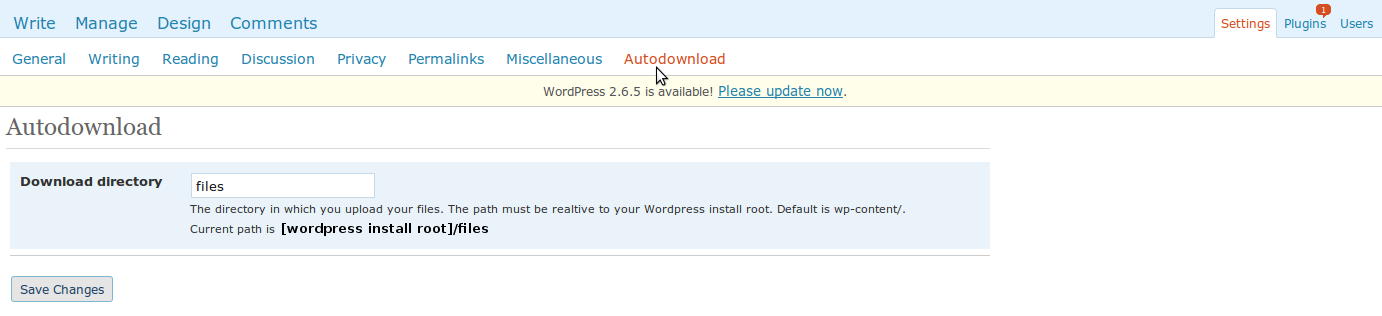 Write Manage Design Comments Settings Plugins 1 Users
General Writing Reading Discussion Privacy Permalinks Miscellaneous Autodownload
WordPress 2.6.5 is available! Please update now.
Autodownload
Download directory files
The directory in which you upload your files. The path must be realtive to your Wordpress install root. Default is wp-content/.
Current path is [wordpress install root]/files
Save Changes